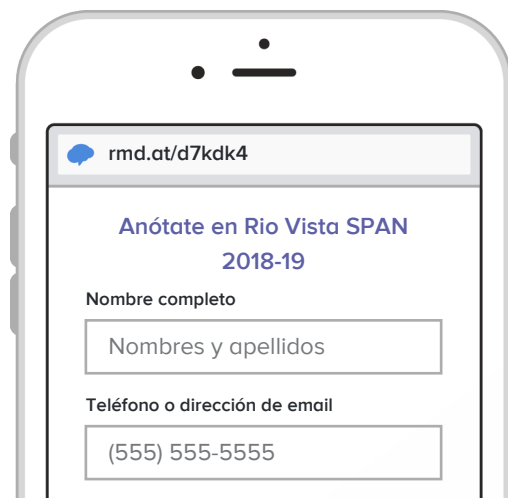 rmd.at/d7kdk4
Anótate en Rio Vista SPAN
2018-19
Nombre completo
Nombres y apellidos
Teléfono o dirección de email
(555) 555-5555